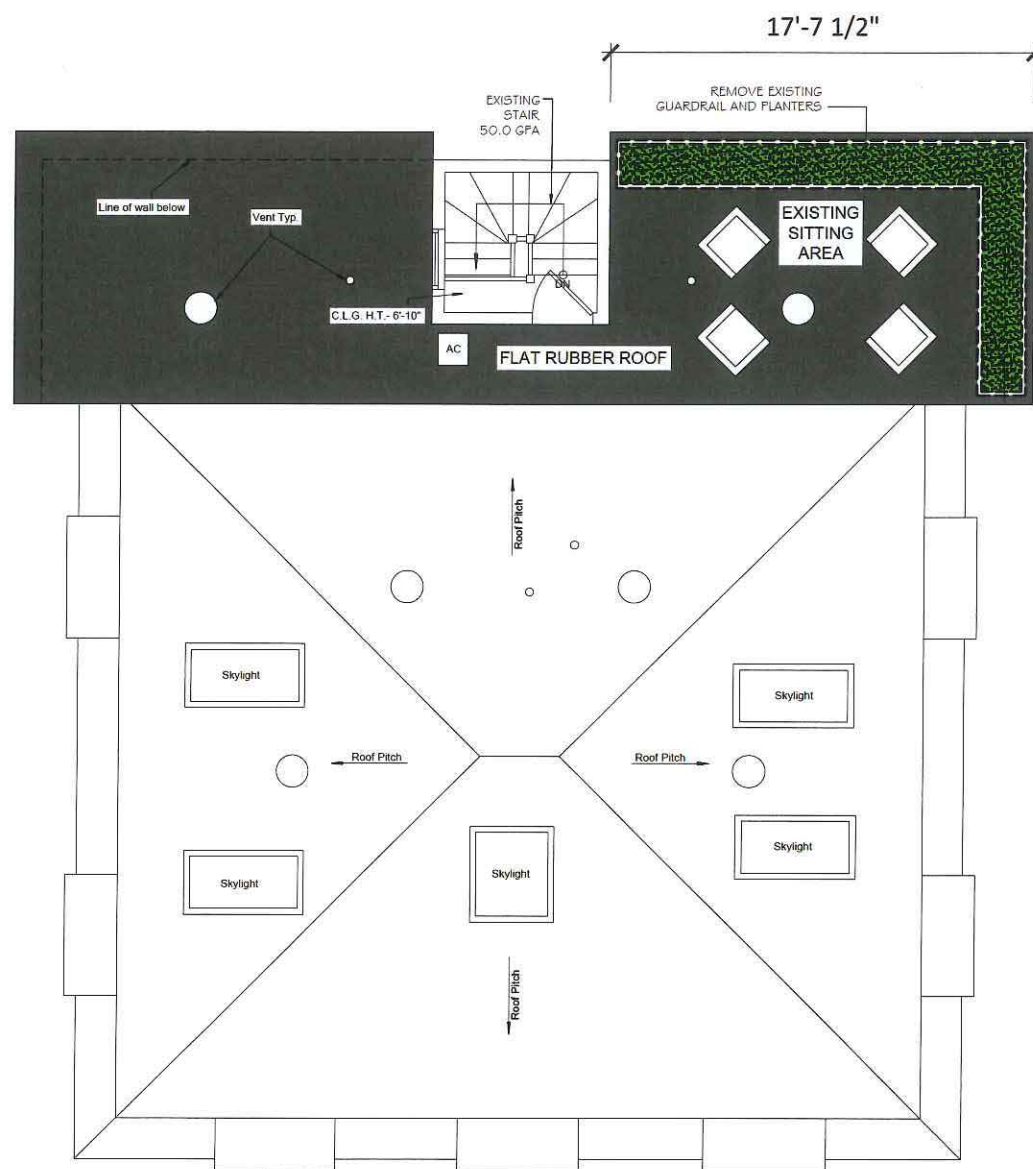 17'-7 1/2"
REMOVE EXISTING
GUARDRAIL AND PLANTERS
EXISTING
STAIR
50.0 GPA
Line of wall below
Vent Typ.
EXISTING
SITTING
AREA
DN
C.L.G. H.T.- 6'-10"
AC
FLAT RUBBER ROOF
Roof Pitch
Skylight
Skylight
Roof Pitch
Roof Pitch
Skylight
Skylight
Skylight
Roof Pitch